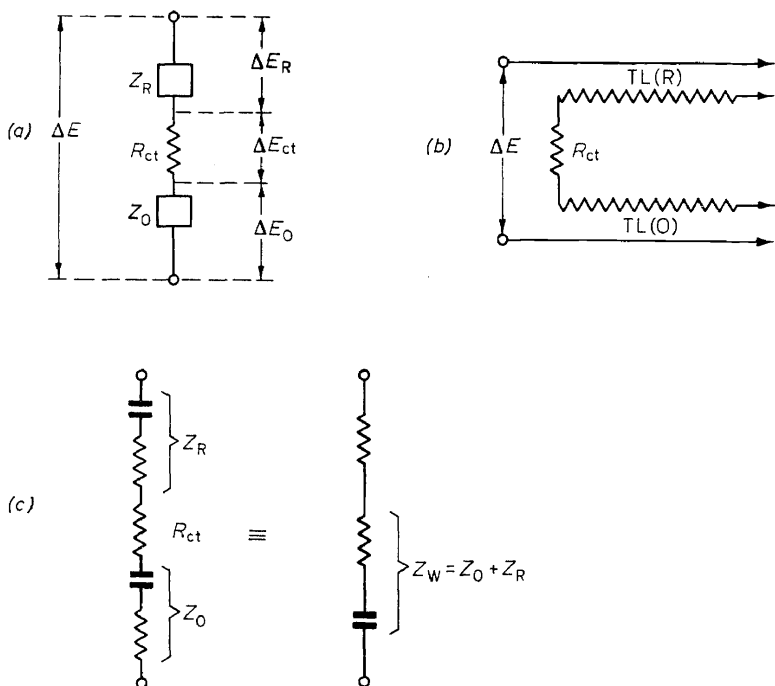 (a)
ΔE
Z_R
R_ct
Z_O
ΔE_R
ΔE_ct
ΔE_O
(b)
ΔE
TL(R)
R_ct
TL(O)
(c)
Z_R
R_ct
Z_O
≡
Z_W = Z_O + Z_R